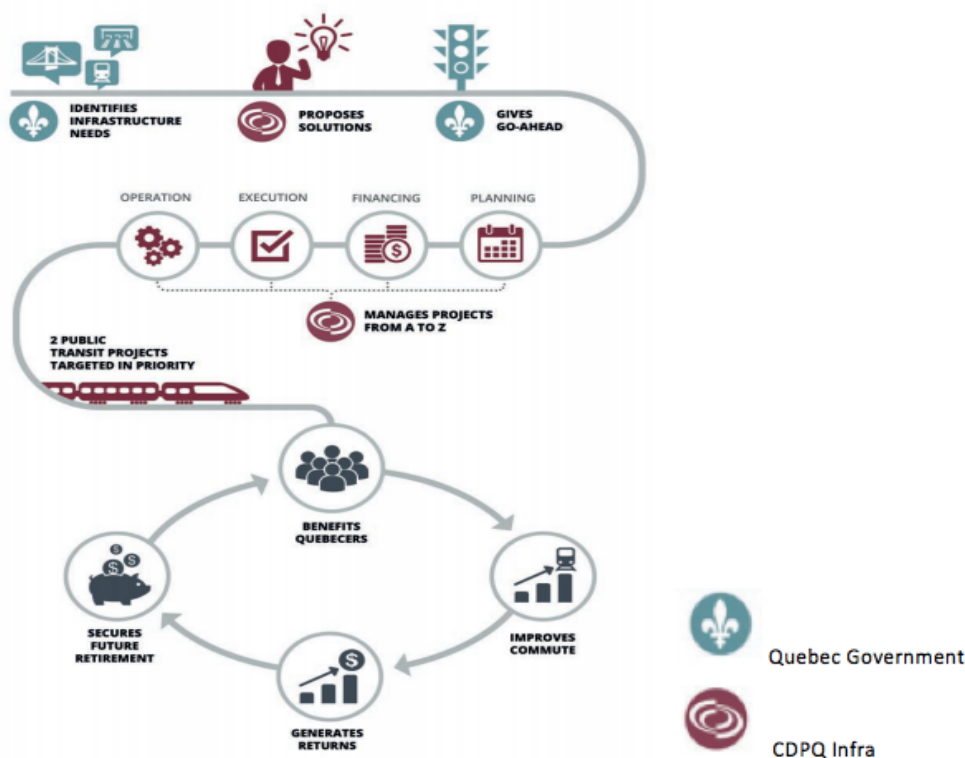 IDENTIFIES
INFRASTRUCTURE
NEEDS
PROPOSES
SOLUTIONS
GIVES
GO-AHEAD
OPERATION
EXECUTION
FINANCING
PLANNING
$
MANAGES PROJECTS
FROM A TO Z
2 PUBLIC
TRANSIT PROJECTS
TARGETED IN PRIORITY
BENEFITS
QUEBECERS
$
$
$
SECURES
FUTURE
RETIREMENT
IMPROVES
COMMUTE
$
GENERATES
RETURNS
Quebec Government
CDPQ Infra